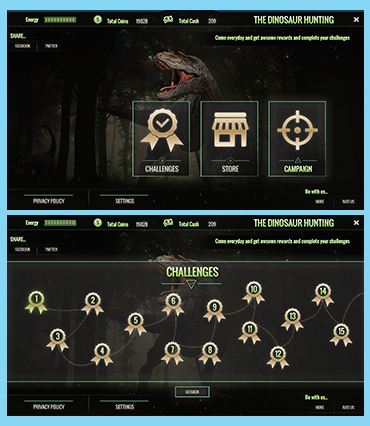 Energy Total Coins 19028 Total Cash 209 THE DINOSAUR HUNTING ×
SHARE...
Come everyday and get awsome rewards and complete your challenges
FACEBOOK TWITTER
CHALLENGES STORE CAMPAIGN
Be with us..
PRIVACY POLICY SETTINGS MORE RATE US
Energy Total Coins 19028 Total Cash 209 THE DINOSAUR HUNTING ×
SHARE...
Come everyday and get awsome rewards and complete your challenges
FACEBOOK TWITTER
CHALLENGES
1 2 3 4 5 6 7 8 9 10 11 12 13 14 15
GO BACK
Be with us..
PRIVACY POLICY SETTINGS MORE RATE US